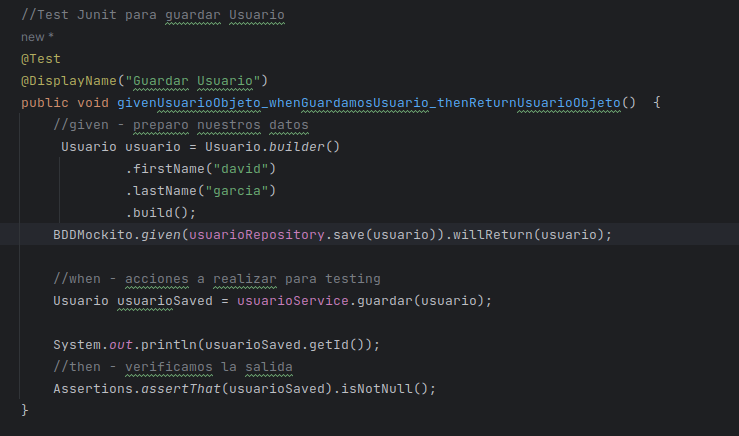 //Test Junit para guardar Usuario
new *
@Test
@DisplayName("Guardar Usuario")
public void givenUsuarioObjeto_whenGuardamosUsuario_thenReturnUsuarioObjeto()  {
    //given - preparo nuestros datos
     Usuario usuario = Usuario.builder()
             .firstName("david")
             .lastName("garcia")
             .build();
    BDDMockito.given(usuarioRepository.save(usuario)).willReturn(usuario);
    //when - acciones a realizar para testing
    Usuario usuarioSaved = usuarioService.guardar(usuario);
    System.out.println(usuarioSaved.getId());
    //then - verificamos la salida
    Assertions.assertThat(usuarioSaved).isNotNull();
}